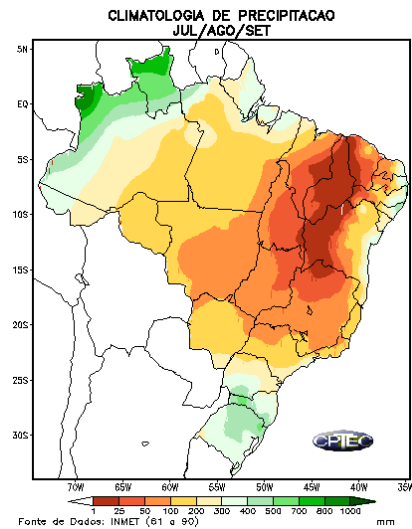 CLIMATOLOGIA DE PRECIPITACAO
JUL/AGO/SET
5N
EQ
5S
10S
15S
20S
25S
30S
70W 65W 60W 55W 50W 45W 40W 35W
CPTEC
1 25 50 100 200 300 400 500 700 800 1000
Fonte de Dados: INMET (61 a 90) mm